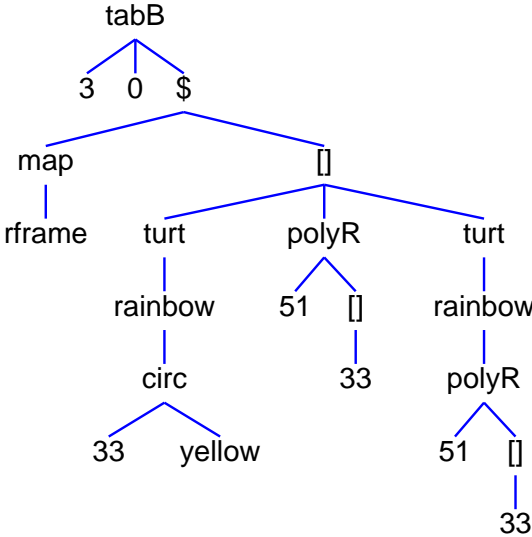 tabB
3 0 $
map []
rframe turt polyR turt
rainbow 51 [] rainbow
circ 33 polyR
33 yellow 51 []
33